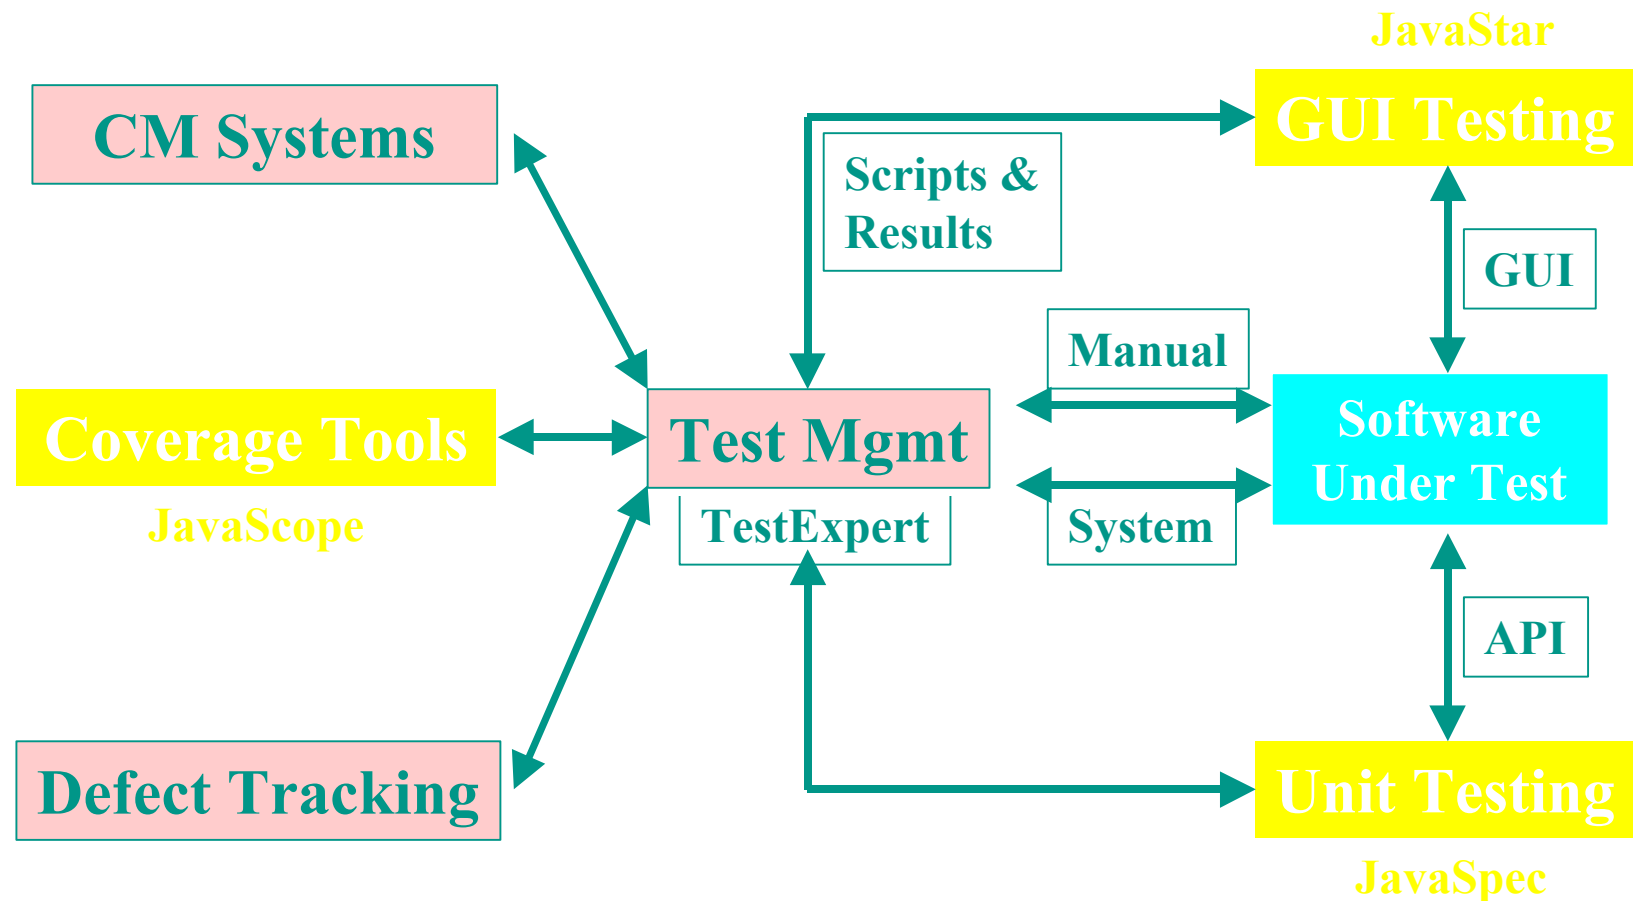 JavaStar
CM Systems
GUI Testing
Scripts &
Results
GUI
Manual
Coverage Tools
Test Mgmt
Software
Under Test
JavaScope
TestExpert
System
API
Defect Tracking
Unit Testing
JavaSpec